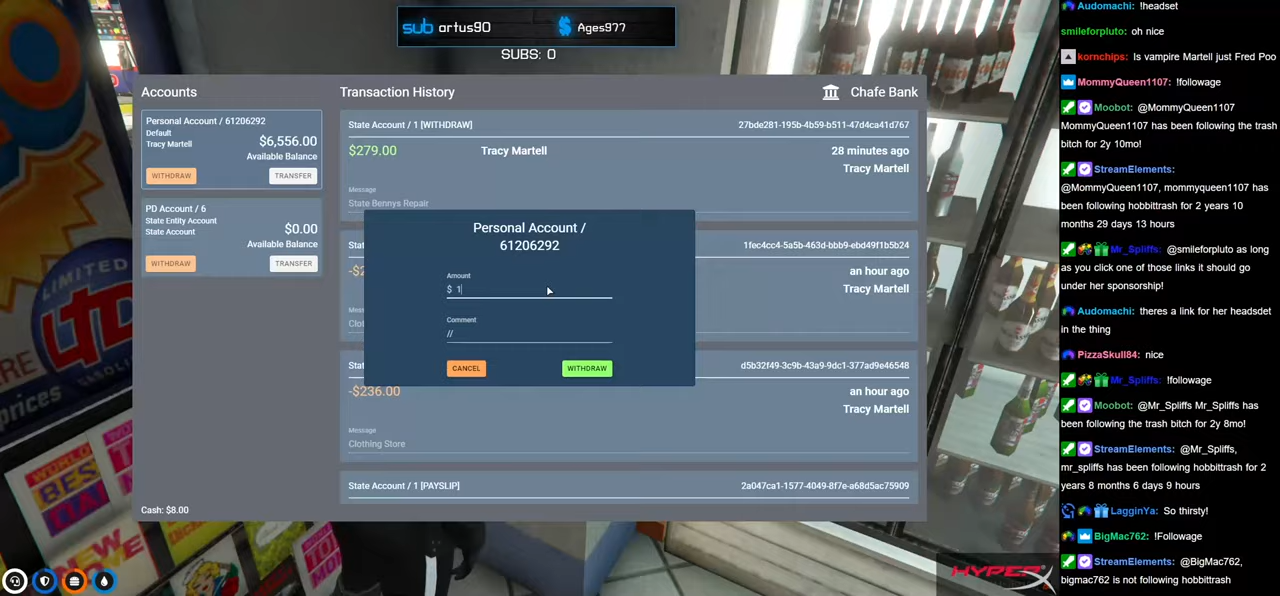 sub artus90
$ Ages977
SUBS: 0
Accounts
Transaction History
Chafe Bank
Personal Account / 61206292
Default
Tracy Martell
$6,556.00
Available Balance
WITHDRAW
TRANSFER
PD Account / 6
State Entity Account
State Account
$0.00
Available Balance
WITHDRAW
TRANSFER
Cash: $8.00
State Account / 1 [WITHDRAW]
27bde281-195b-4b59-b511-47d4ca41d767
$279.00
Tracy Martell
28 minutes ago
Tracy Martell
Message
State Bennys Repair
1fec4cc4-5a5b-463d-bbb9-ebd49f1b5b24
an hour ago
Tracy Martell
d5b32f49-3c9b-43a9-9dc1-377ad9e46548
-$236.00
an hour ago
Tracy Martell
Message
Clothing Store
State Account / 1 [PAYSLIP]
2a047ca1-1577-4049-8f7e-a68d5ac75909
Personal Account /
61206292
Amount
$ 1
Comment
//
CANCEL
WITHDRAW
LIMITED
LTD
prices
HYPERX
Audomachi: !headset
smileforpluto: oh nice
kornchips: Is vampire Martell just Fred Poo
MommyQueen1107: !followage
Moobot: @MommyQueen1107
MommyQueen1107 has been following the trash
bitch for 2y 10mo!
StreamElements:
@MommyQueen1107, mommyqueen1107 has
been following hobbittrash for 2 years 10
months 29 days 13 hours
Mr_Spliffs: @smileforpluto as long
as you click one of those links it should go
under her sponsorship!
Audomachi: theres a link for her headsdet
in the thing
PizzaSkull84: nice
Mr_Spliffs: !followage
Moobot: @Mr_Spliffs Mr_Spliffs has
been following the trash bitch for 2y 8mo!
StreamElements: @Mr_Spliffs,
mr_spliffs has been following hobbittrash for 2
years 8 months 6 days 9 hours
LagginYa: So thirsty!
BigMac762: !Followage
StreamElements: @BigMac762,
bigmac762 is not following hobbittrash